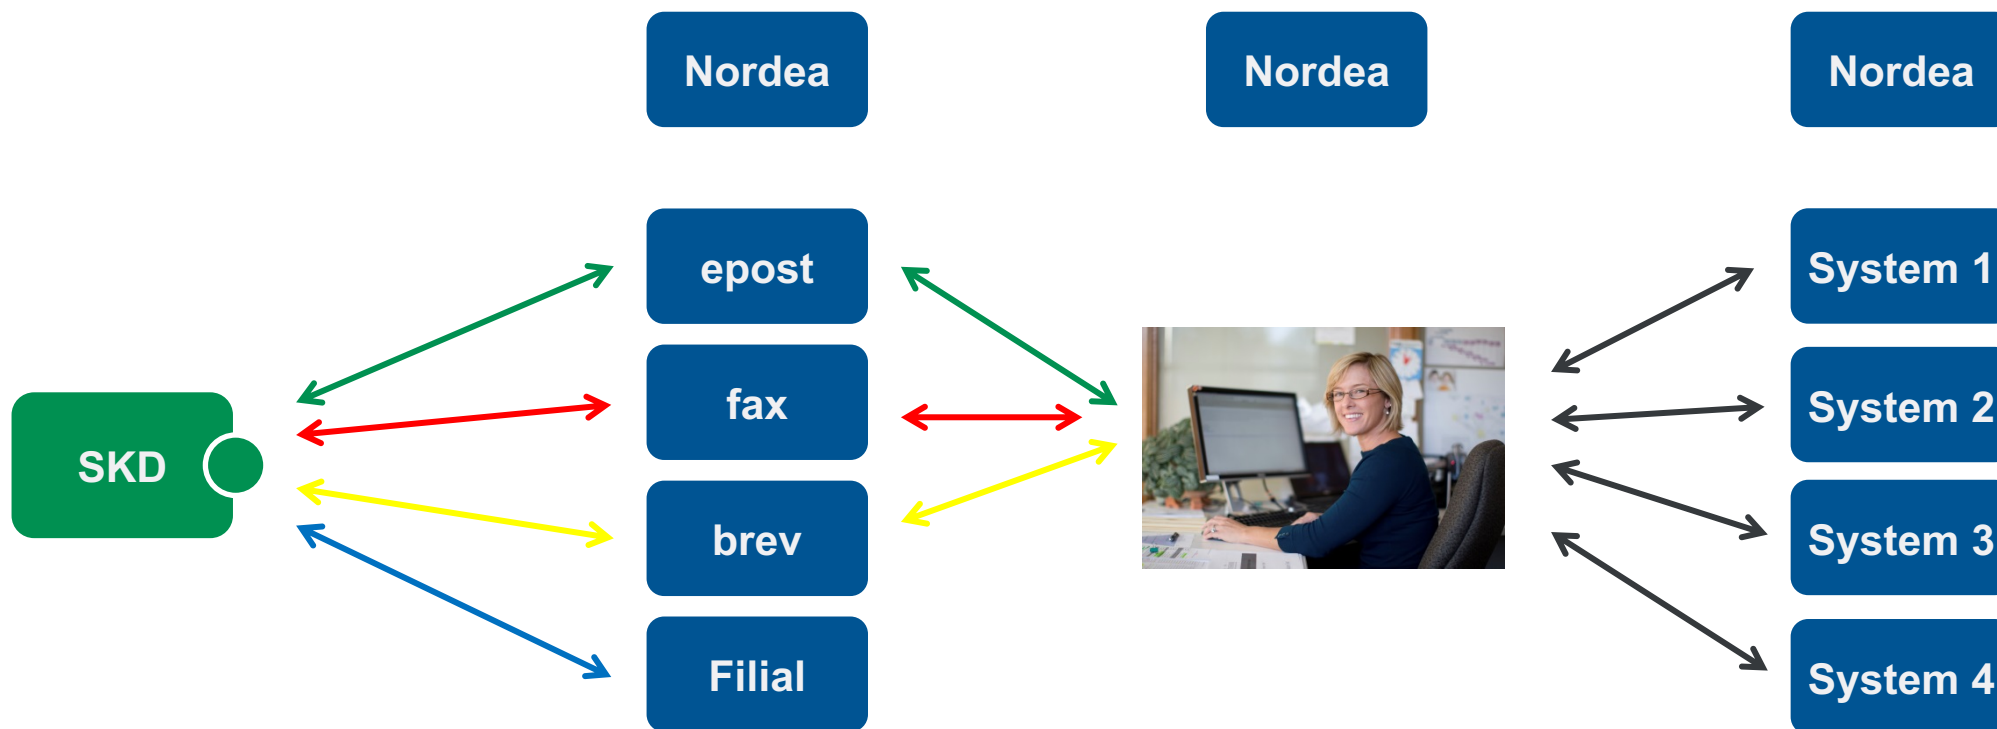 Nordea
Nordea
Nordea
epost
System 1
fax
System 2
SKD
brev
System 3
Filial
System 4